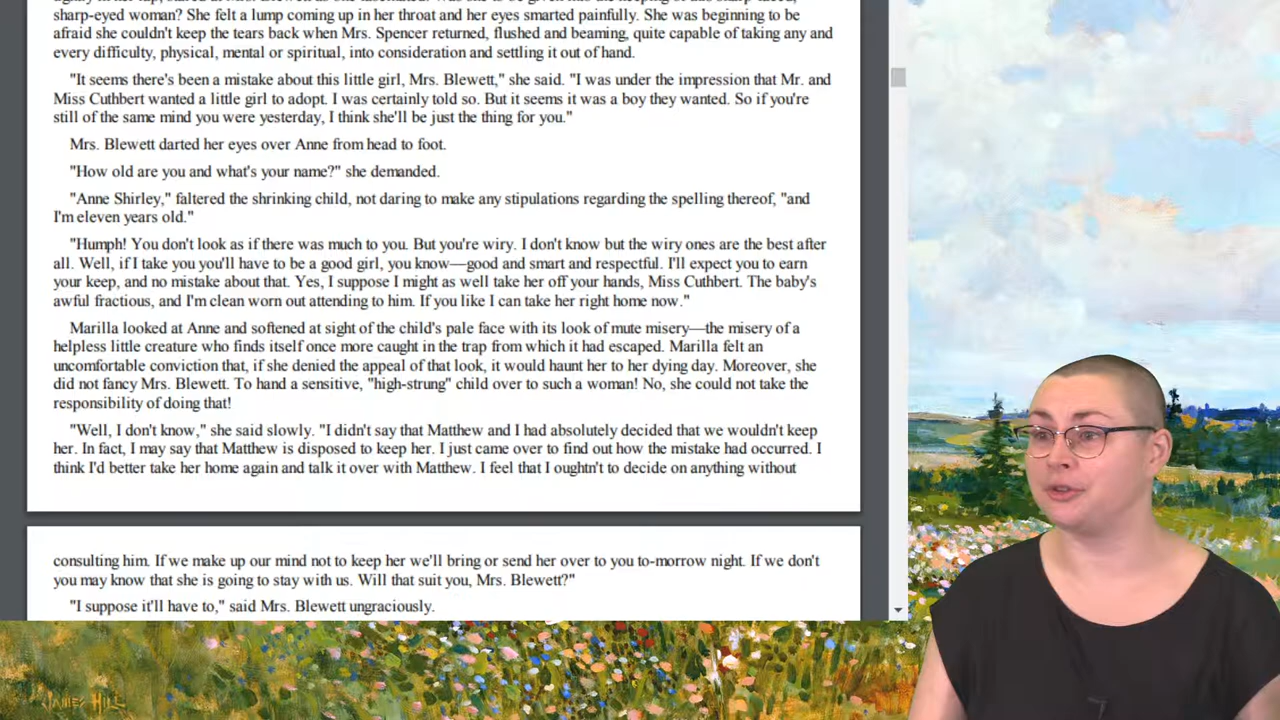 sharp-eyed woman? She felt a lump coming up in her throat and her eyes smarted painfully. She was beginning to be
afraid she couldn't keep the tears back when Mrs. Spencer returned, flushed and beaming, quite capable of taking any and
every difficulty, physical, mental or spiritual, into consideration and settling it out of hand.
"It seems there's been a mistake about this little girl, Mrs. Blewett," she said. "I was under the impression that Mr. and
Miss Cuthbert wanted a little girl to adopt. I was certainly told so. But it seems it was a boy they wanted. So if you're
still of the same mind you were yesterday, I think she'll be just the thing for you."
Mrs. Blewett darted her eyes over Anne from head to foot.
"How old are you and what's your name?" she demanded.
"Anne Shirley," faltered the shrinking child, not daring to make any stipulations regarding the spelling thereof, "and
I'm eleven years old."
"Humph! You don't look as if there was much to you. But you're wiry. I don't know but the wiry ones are the best after
all. Well, if I take you you'll have to be a good girl, you know—good and smart and respectful. I'll expect you to earn
your keep, and no mistake about that. Yes, I suppose I might as well take her off your hands, Miss Cuthbert. The baby's
awful fractious, and I'm clean worn out attending to him. If you like I can take her right home now."
Marilla looked at Anne and softened at sight of the child's pale face with its look of mute misery—the misery of a
helpless little creature who finds itself once more caught in the trap from which it had escaped. Marilla felt an
uncomfortable conviction that, if she denied the appeal of that look, it would haunt her to her dying day. Moreover, she
did not fancy Mrs. Blewett. To hand a sensitive, "high-strung" child over to such a woman! No, she could not take the
responsibility of doing that!
"Well, I don't know," she said slowly. "I didn't say that Matthew and I had absolutely decided that we wouldn't keep
her. In fact, I may say that Matthew is disposed to keep her. I just came over to find out how the mistake had occurred. I
think I'd better take her home again and talk it over with Matthew. I feel that I oughtn't to decide on anything without
consulting him. If we make up our mind not to keep her we'll bring or send her over to you to-morrow night. If we don't
you may know that she is going to stay with us. Will that suit you, Mrs. Blewett?"
"I suppose it'll have to," said Mrs. Blewett ungraciously.
JAMES HILL